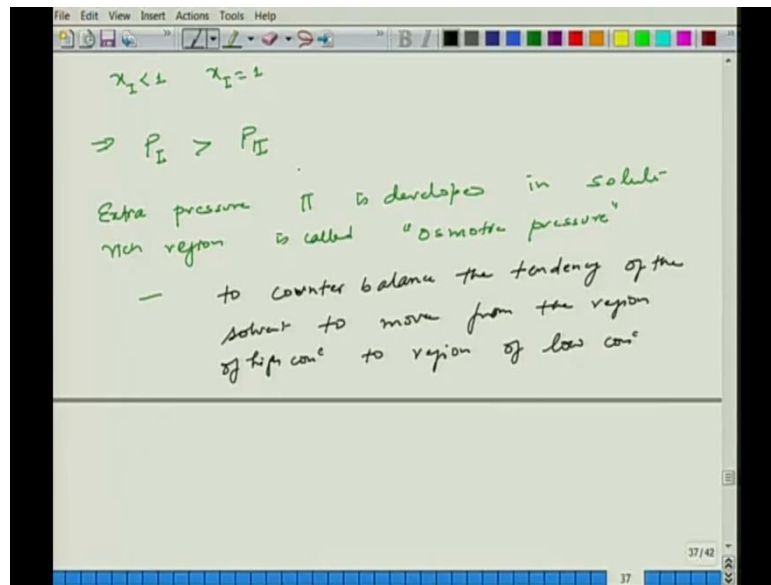 File Edit View Insert Actions Tools Help
B I
x_I < 1 x_I = 1
⇒ P_I > P_II
Extra pressure π is developed in solute
rich region is called "osmotic pressure"
— to counter balance the tendency of the
solvent to move from the region
of high conc to region of low conc
37/42
37